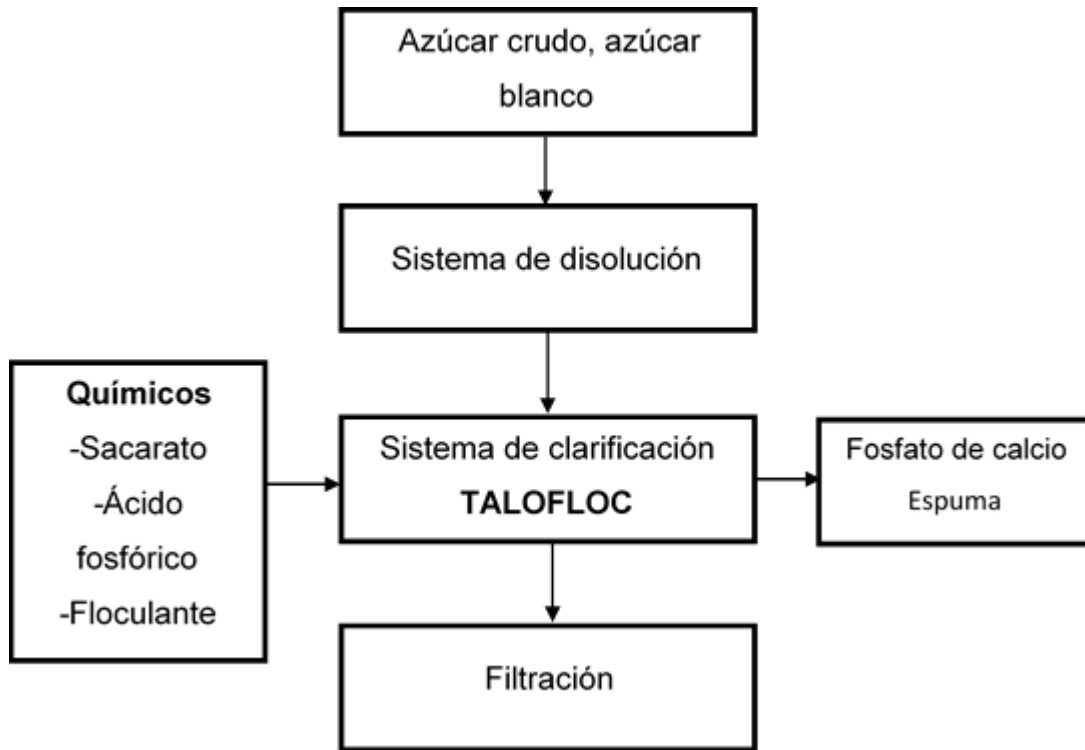 Azúcar crudo, azúcar
blanco
Sistema de disolución
Químicos
-Sacarato
-Ácido
fosfórico
-Floculante
Sistema de clarificación
TALOFLOC
Fosfato de calcio
Espuma
Filtración